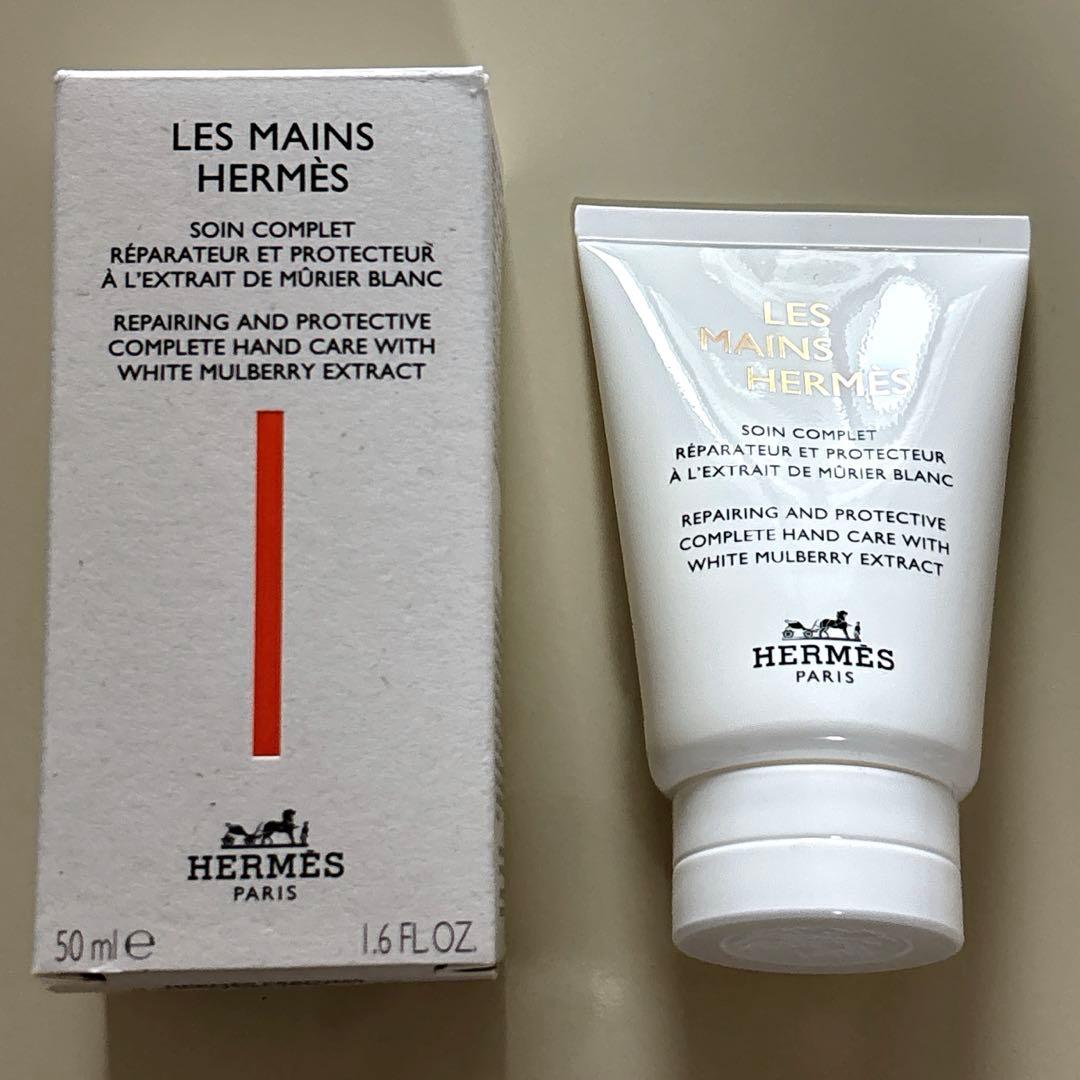 LES MAINS
HERMÈS
SOIN COMPLET
RÉPARATEUR ET PROTECTEUR
À L'EXTRAIT DE MÛRIER BLANC
REPAIRING AND PROTECTIVE
COMPLETE HAND CARE WITH
WHITE MULBERRY EXTRACT
HERMÈS
PARIS
50 ml e
1.6 FL OZ
LES
MAINS
HERMÈS
SOIN COMPLET
RÉPARATEUR ET PROTECTEUR
À L'EXTRAIT DE MÛRIER BLANC
REPAIRING AND PROTECTIVE
COMPLETE HAND CARE WITH
WHITE MULBERRY EXTRACT
HERMÈS
PARIS